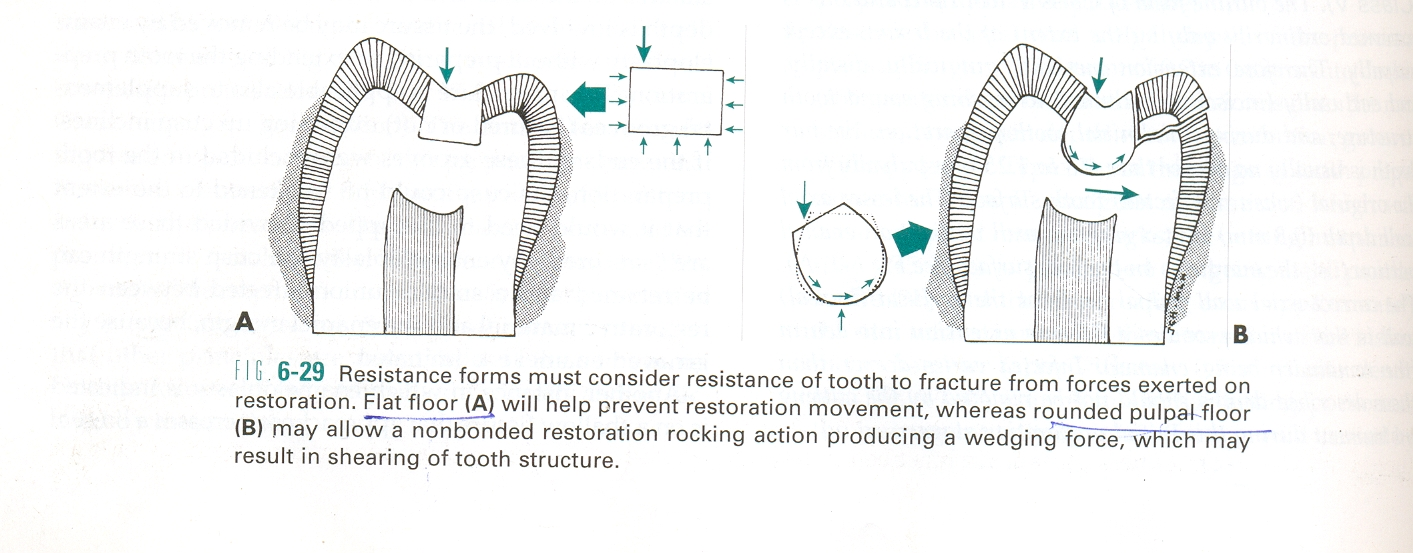 A
B
FIG. 6-29 Resistance forms must consider resistance of tooth to fracture from forces exerted on
restoration. Flat floor (A) will help prevent restoration movement, whereas rounded pulpal floor
(B) may allow a nonbonded restoration rocking action producing a wedging force, which may
result in shearing of tooth structure.